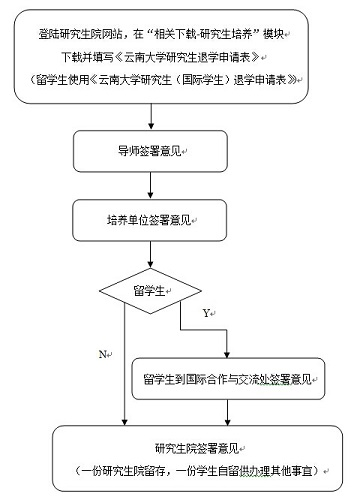 登陆研究生院网站，在“相关下载-研究生培养”模块
下载并填写《云南大学研究生退学申请表》
（留学生使用《云南大学研究生（国际学生）退学申请表》）
导师签署意见
培养单位签署意见
留学生
Y
N
留学生到国际合作与交流处签署意见
研究生院签署意见
（一份研究生院留存，一份学生自留供办理其他事宜）